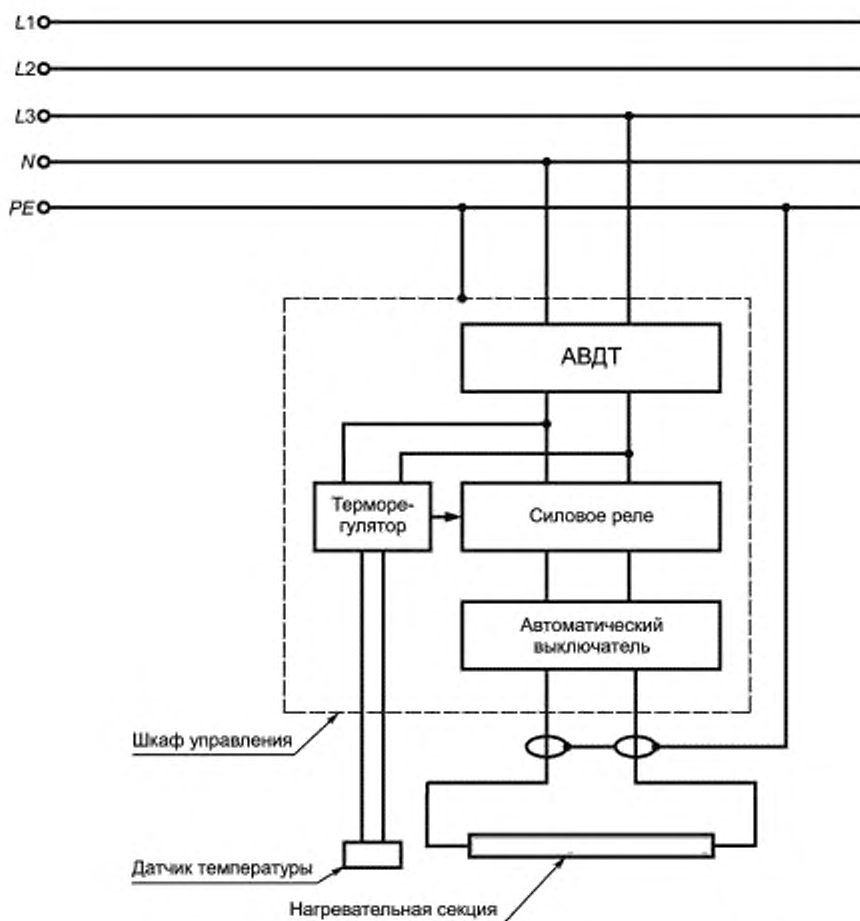 L1
L2
L3
N
PE
АВДТ
Терморе-
гулятор
Силовое реле
Автоматический
выключатель
Шкаф управления
Датчик температуры
Нагревательная секция